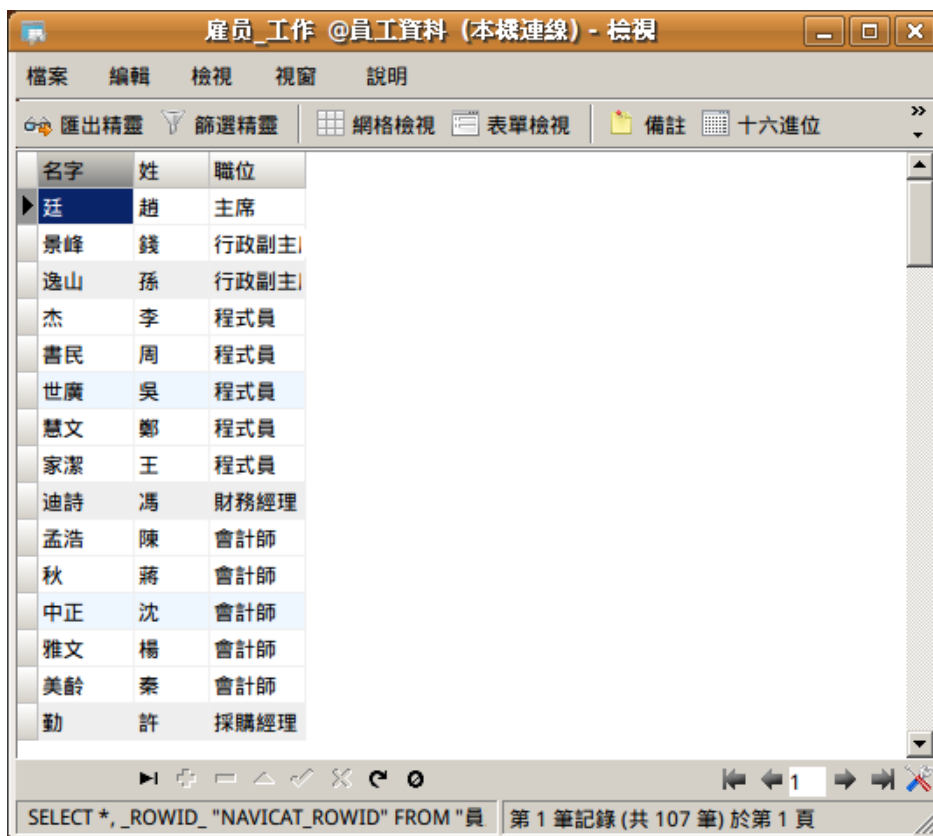 雇员_工作 @員工資料 (本機連線) - 檢視
檔案 編輯 檢視 視窗 說明
匯出精靈 篩選精靈 網格檢視 表單檢視 備註 十六進位
名字 姓 職位
廷 趙 主席
景峰 錢 行政副主
逸山 孫 行政副主
杰 李 程式員
書民 周 程式員
世廣 吳 程式員
慧文 鄭 程式員
家潔 王 程式員
迪詩 馮 財務經理
孟浩 陳 會計師
秋 蔣 會計師
中正 沈 會計師
雅文 楊 會計師
美齡 秦 會計師
勤 許 採購經理
1
SELECT *, _ROWID_ "NAVICAT_ROWID" FROM "員 第 1 筆記錄 (共 107 筆) 於第 1 頁